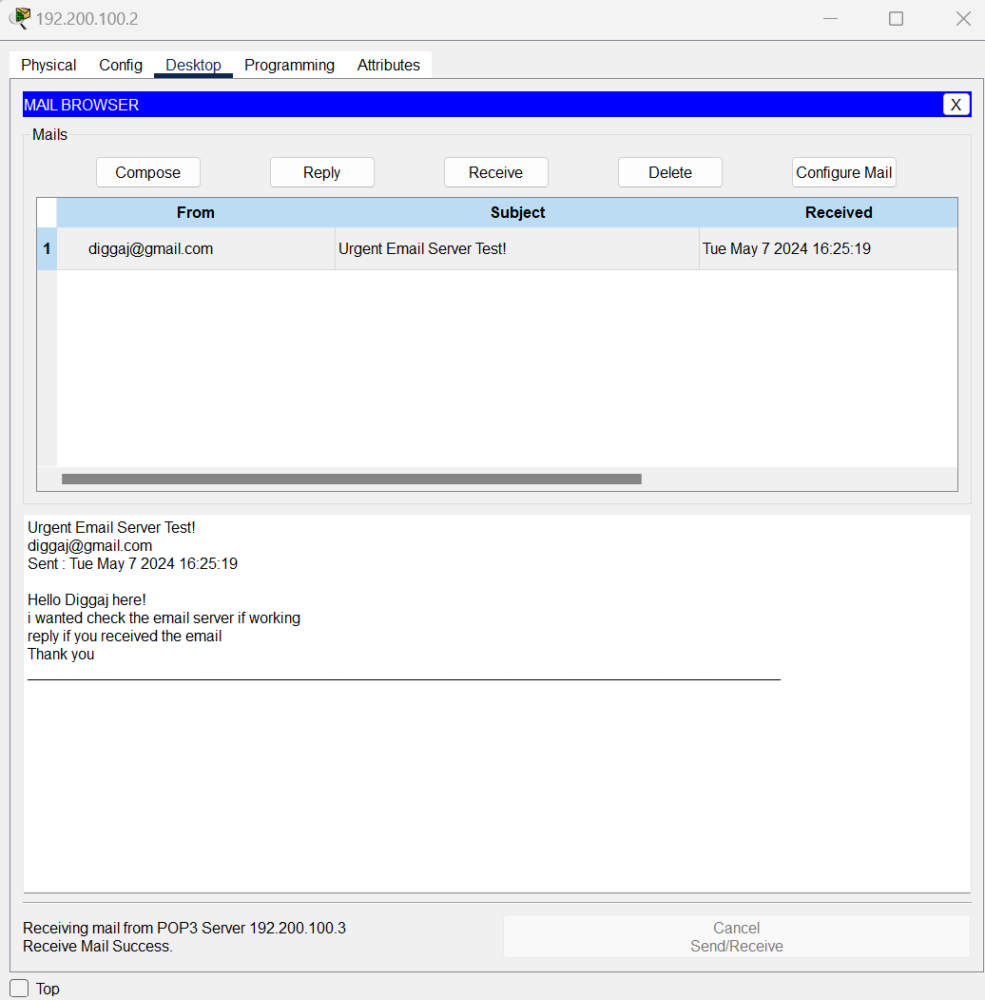 192.200.100.2
Physical Config Desktop Programming Attributes
MAIL BROWSER X
Mails
Compose Reply Receive Delete Configure Mail
From Subject Received
1 diggaj@gmail.com Urgent Email Server Test! Tue May 7 2024 16:25:19
Urgent Email Server Test!
diggaj@gmail.com
Sent : Tue May 7 2024 16:25:19
Hello Diggaj here!
i wanted check the email server if working
reply if you received the email
Thank you
Receiving mail from POP3 Server 192.200.100.3
Receive Mail Success.
Cancel
Send/Receive
Top